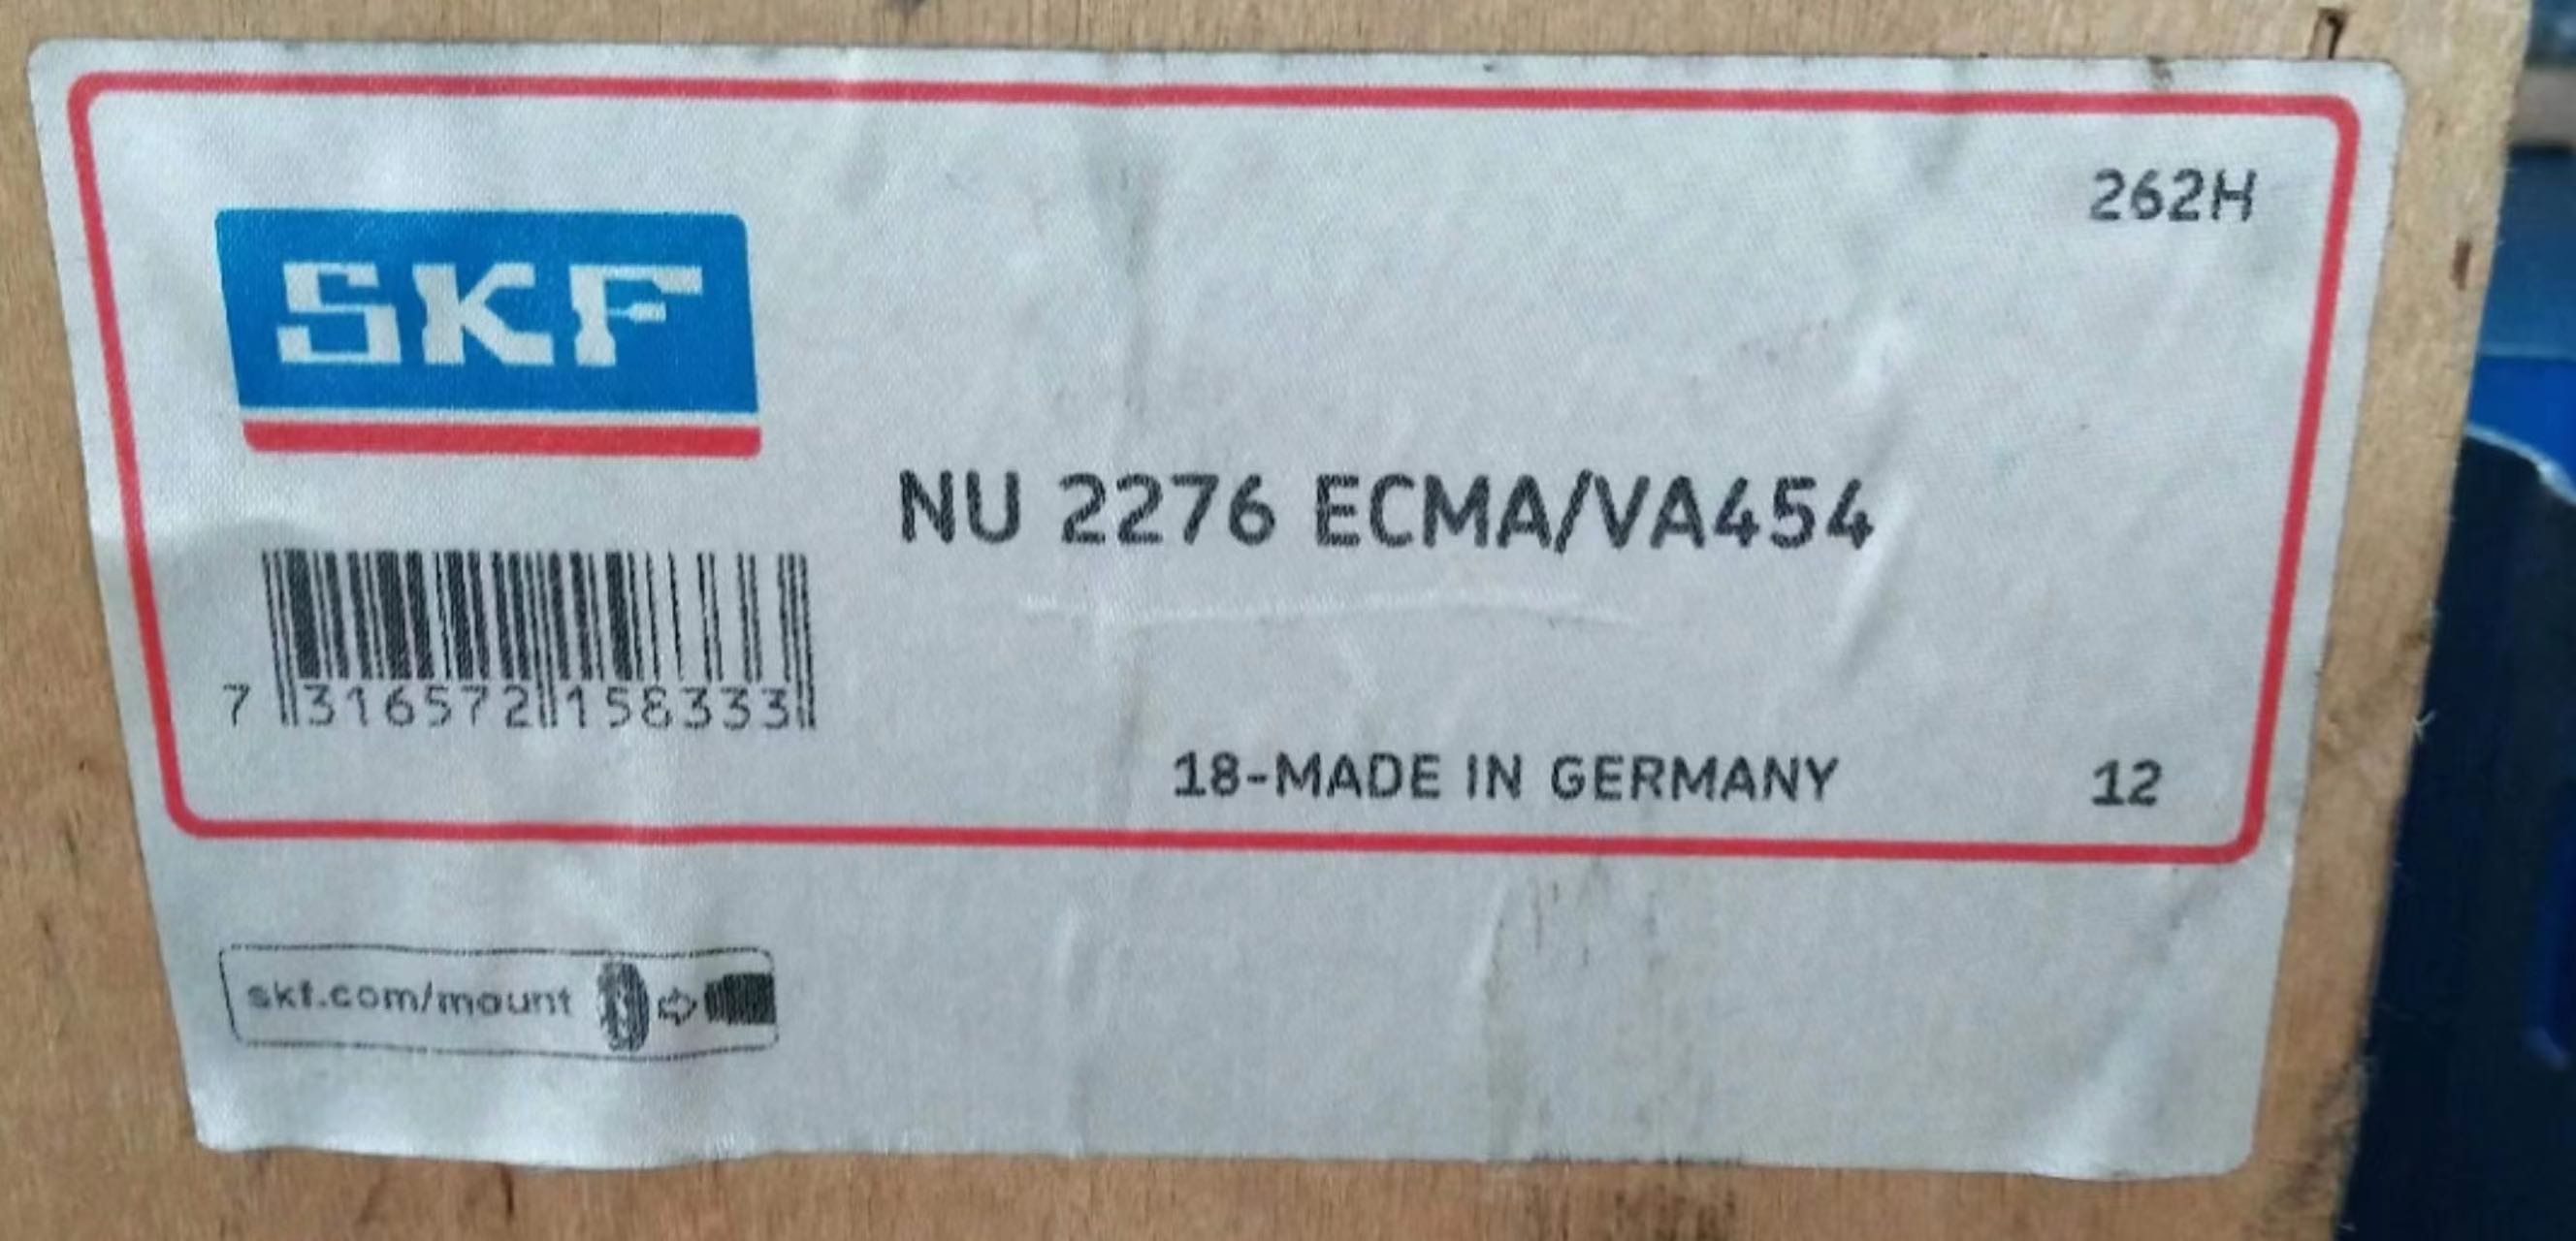 262H
SKF
NU 2276 ECMA/VA454
7 316572 158333
18-MADE IN GERMANY 12
skf.com/mount